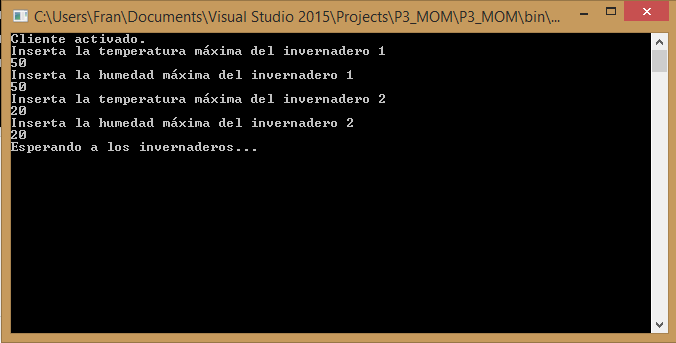 C:\Users\Fran\Documents\Visual Studio 2015\Projects\P3_MOM\P3_MOM\bin\...
Cliente activado.
Inserta la temperatura máxima del invernadero 1
50
Inserta la humedad máxima del invernadero 1
50
Inserta la temperatura máxima del invernadero 2
20
Inserta la humedad máxima del invernadero 2
20
Esperando a los invernaderos...